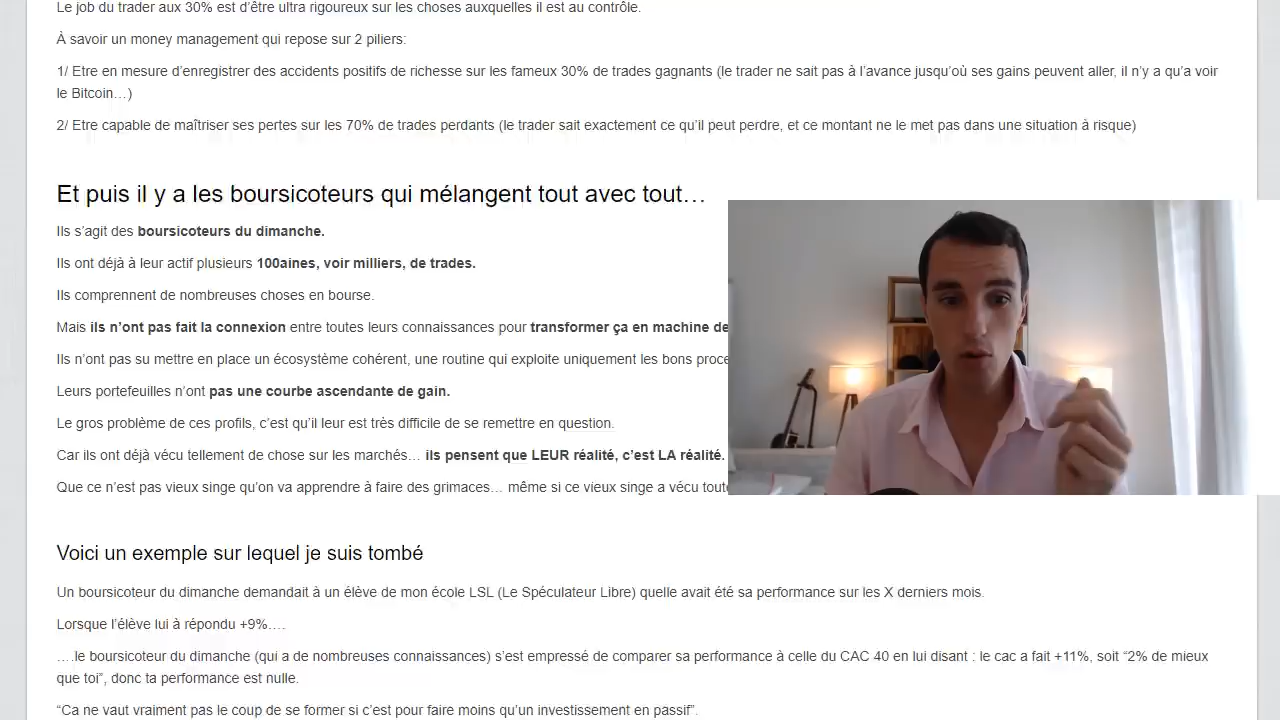 Le job du trader aux 30% est d’être ultra rigoureux sur les choses auxquelles il est au contrôle.
À savoir un money management qui repose sur 2 piliers:
1/ Etre en mesure d’enregistrer des accidents positifs de richesse sur les fameux 30% de trades gagnants (le trader ne sait pas à l’avance jusqu’où ses gains peuvent aller, il n’y a qu’a voir
le Bitcoin…)
2/ Etre capable de maîtriser ses pertes sur les 70% de trades perdants (le trader sait exactement ce qu’il peut perdre, et ce montant ne le met pas dans une situation à risque)
Et puis il y a les boursicoteurs qui mélangent tout avec tout…
Ils s’agit des boursicoteurs du dimanche.
Ils ont déjà à leur actif plusieurs 100aines, voir milliers, de trades.
Ils comprennent de nombreuses choses en bourse.
Mais ils n’ont pas fait la connexion entre toutes leurs connaissances pour transformer ça en machine de
Ils n’ont pas su mettre en place un écosystème cohérent, une routine qui exploite uniquement les bons proce
Leurs portefeuilles n’ont pas une courbe ascendante de gain.
Le gros problème de ces profils, c’est qu’il leur est très difficile de se remettre en question.
Car ils ont déjà vécu tellement de chose sur les marchés… ils pensent que LEUR réalité, c’est LA réalité.
Que ce n’est pas vieux singe qu’on va apprendre à faire des grimaces… même si ce vieux singe a vécu toute
Voici un exemple sur lequel je suis tombé
Un boursicoteur du dimanche demandait à un élève de mon école LSL (Le Spéculateur Libre) quelle avait été sa performance sur les X derniers mois.
Lorsque l’élève lui à répondu +9%….
….le boursicoteur du dimanche (qui a de nombreuses connaissances) s’est empressé de comparer sa performance à celle du CAC 40 en lui disant : le cac a fait +11%, soit “2% de mieux
que toi”, donc ta performance est nulle.
“Ca ne vaut vraiment pas le coup de se former si c’est pour faire moins qu’un investissement en passif”.